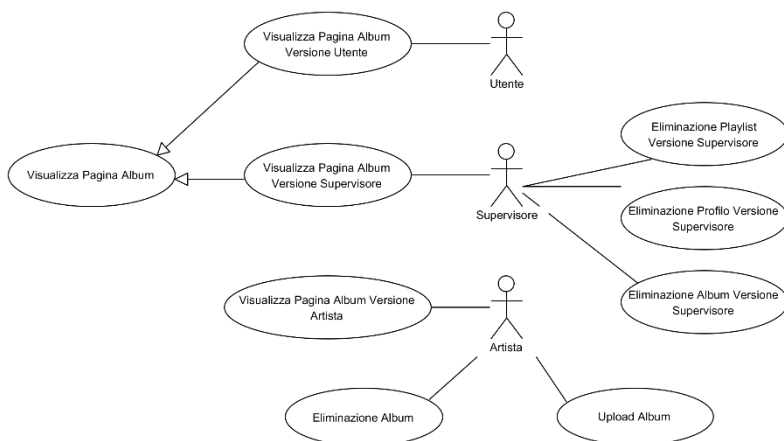 Visualizza Pagina Album
Versione Utente
Utente
Eliminazione Playlist
Versione Supervisore
Visualizza Pagina Album
Visualizza Pagina Album
Versione Supervisore
Supervisore
Eliminazione Profilo Versione
Supervisore
Eliminazione Album Versione
Supervisore
Visualizza Pagina Album Versione
Artista
Artista
Eliminazione Album
Upload Album